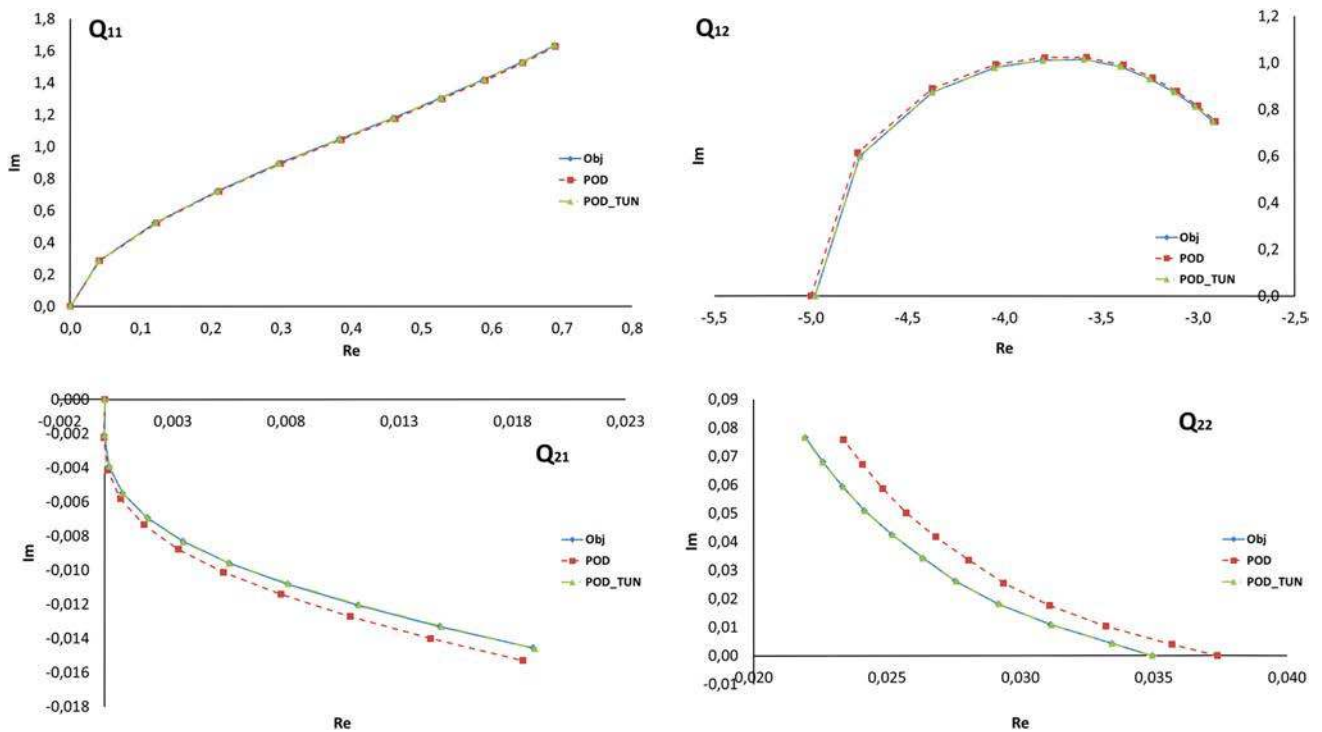 Q11
1,8
1,6
1,4
1,2
1,0
0,8
0,6
0,4
0,2
0,0
Im
0,0 0,1 0,2 0,3 0,4 0,5 0,6 0,7 0,8
Re
Obj
POD
POD_TUN
Q12
1,2
1,0
0,8
0,6
0,4
0,2
0,0
Im
-5,5 -5,0 -4,5 -4,0 -3,5 -3,0 -2,5
Re
Obj
POD
POD_TUN
0,000
-0,002 0,003 0,008 0,013 0,018 0,023
-0,002
-0,004
-0,006
-0,008
-0,010
-0,012
-0,014
-0,016
-0,018
Q21
Im
Obj
POD
POD_TUN
Re
0,09
0,08
0,07
0,06
0,05
0,04
0,03
0,02
0,01
0,00
-0,01
Q22
Im
Obj
POD
POD_TUN
0,020 0,025 0,030 0,035 0,040
Re